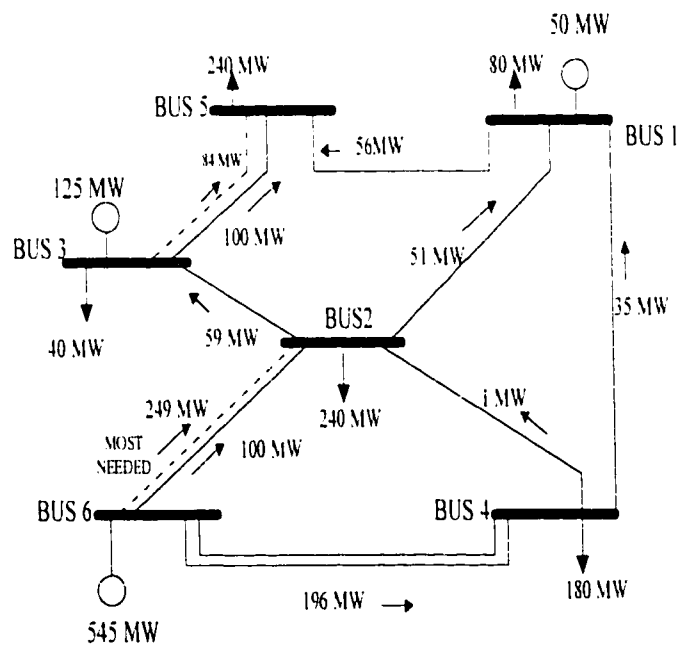 50 MW
240 MW
80 MW
BUS 5
BUS 1
56MW
84 MW
125 MW
100 MW
BUS 3
51 MW
BUS2
35 MW
40 MW
59 MW
1 MW
249 MW
240 MW
MOST
NEEDED
100 MW
BUS 6
BUS 4
180 MW
196 MW
545 MW